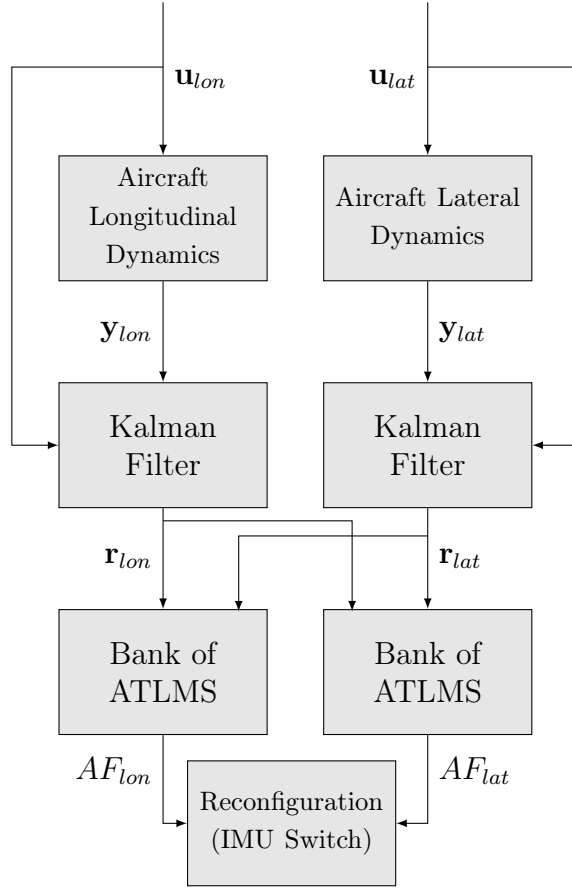 u_lon
u_lat
Aircraft
Longitudinal
Dynamics
Aircraft Lateral
Dynamics
y_lon
y_lat
Kalman
Filter
Kalman
Filter
r_lon
r_lat
Bank of
ATLMS
Bank of
ATLMS
AF_lon
AF_lat
Reconfiguration
(IMU Switch)